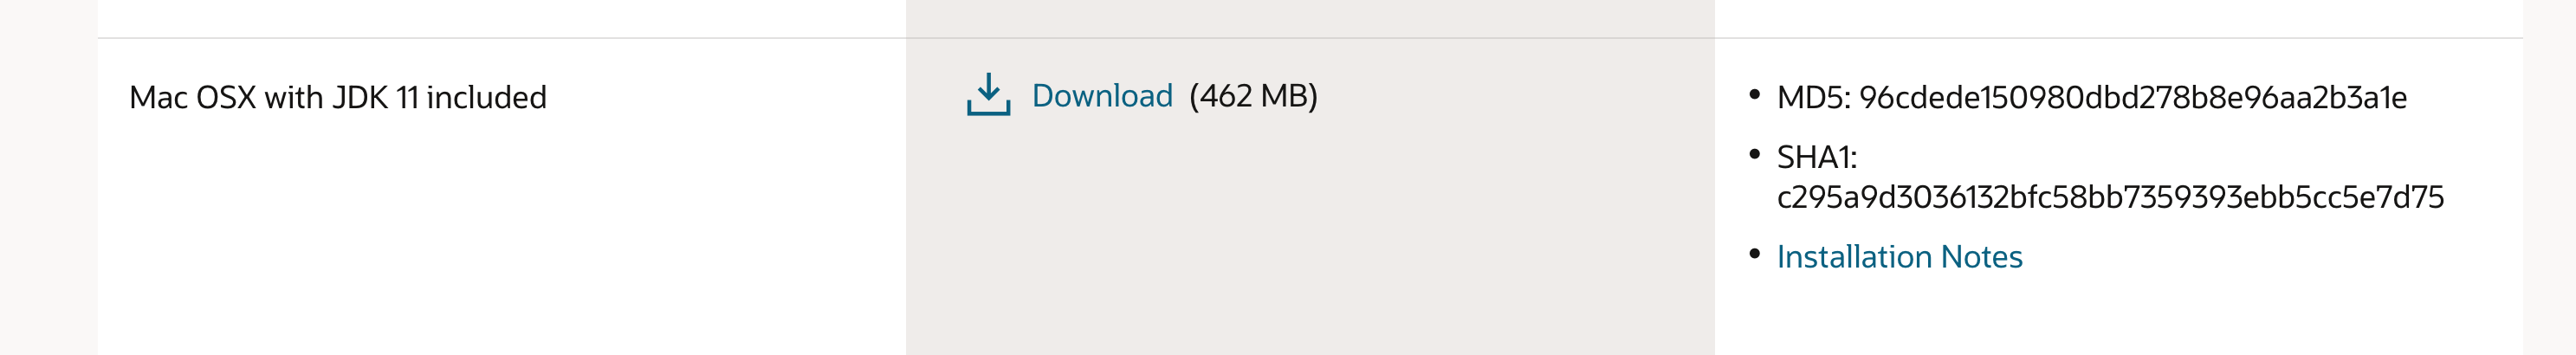 Mac OSX with JDK 11 included
Download (462 MB)
• MD5: 96cdede150980dbd278b8e96aa2b3a1e
• SHA1:
c295a9d3036132bfc58bb7359393ebb5cc5e7d75
• Installation Notes